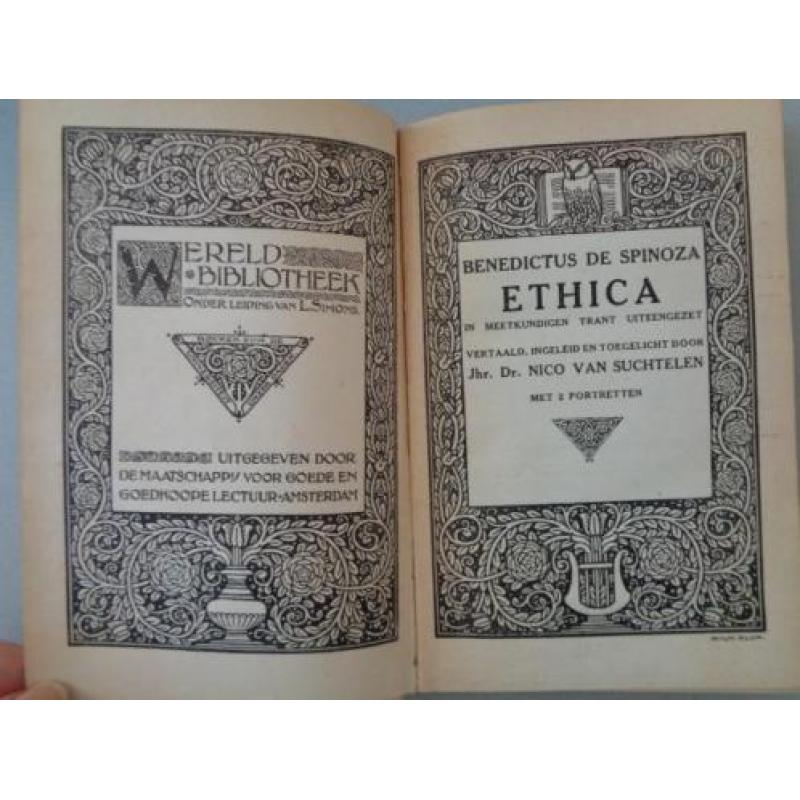 WERELD
BIBLIOTHEEK
ONDER LEIDING VAN L. SIMONS.
UITGEGEVEN DOOR
DE MAATSCHAPPIJ VOOR GOEDE EN
GOEDKOOPE LECTUUR-AMSTERDAM
BENEDICTUS DE SPINOZA
ETHICA
IN MEETKUNDIGEN TRANT UITEENGEZET
VERTAALD, INGELEID EN TOEGELICHT DOOR
Jhr. Dr. NICO VAN SUCHTELEN
MET 2 PORTRETTEN